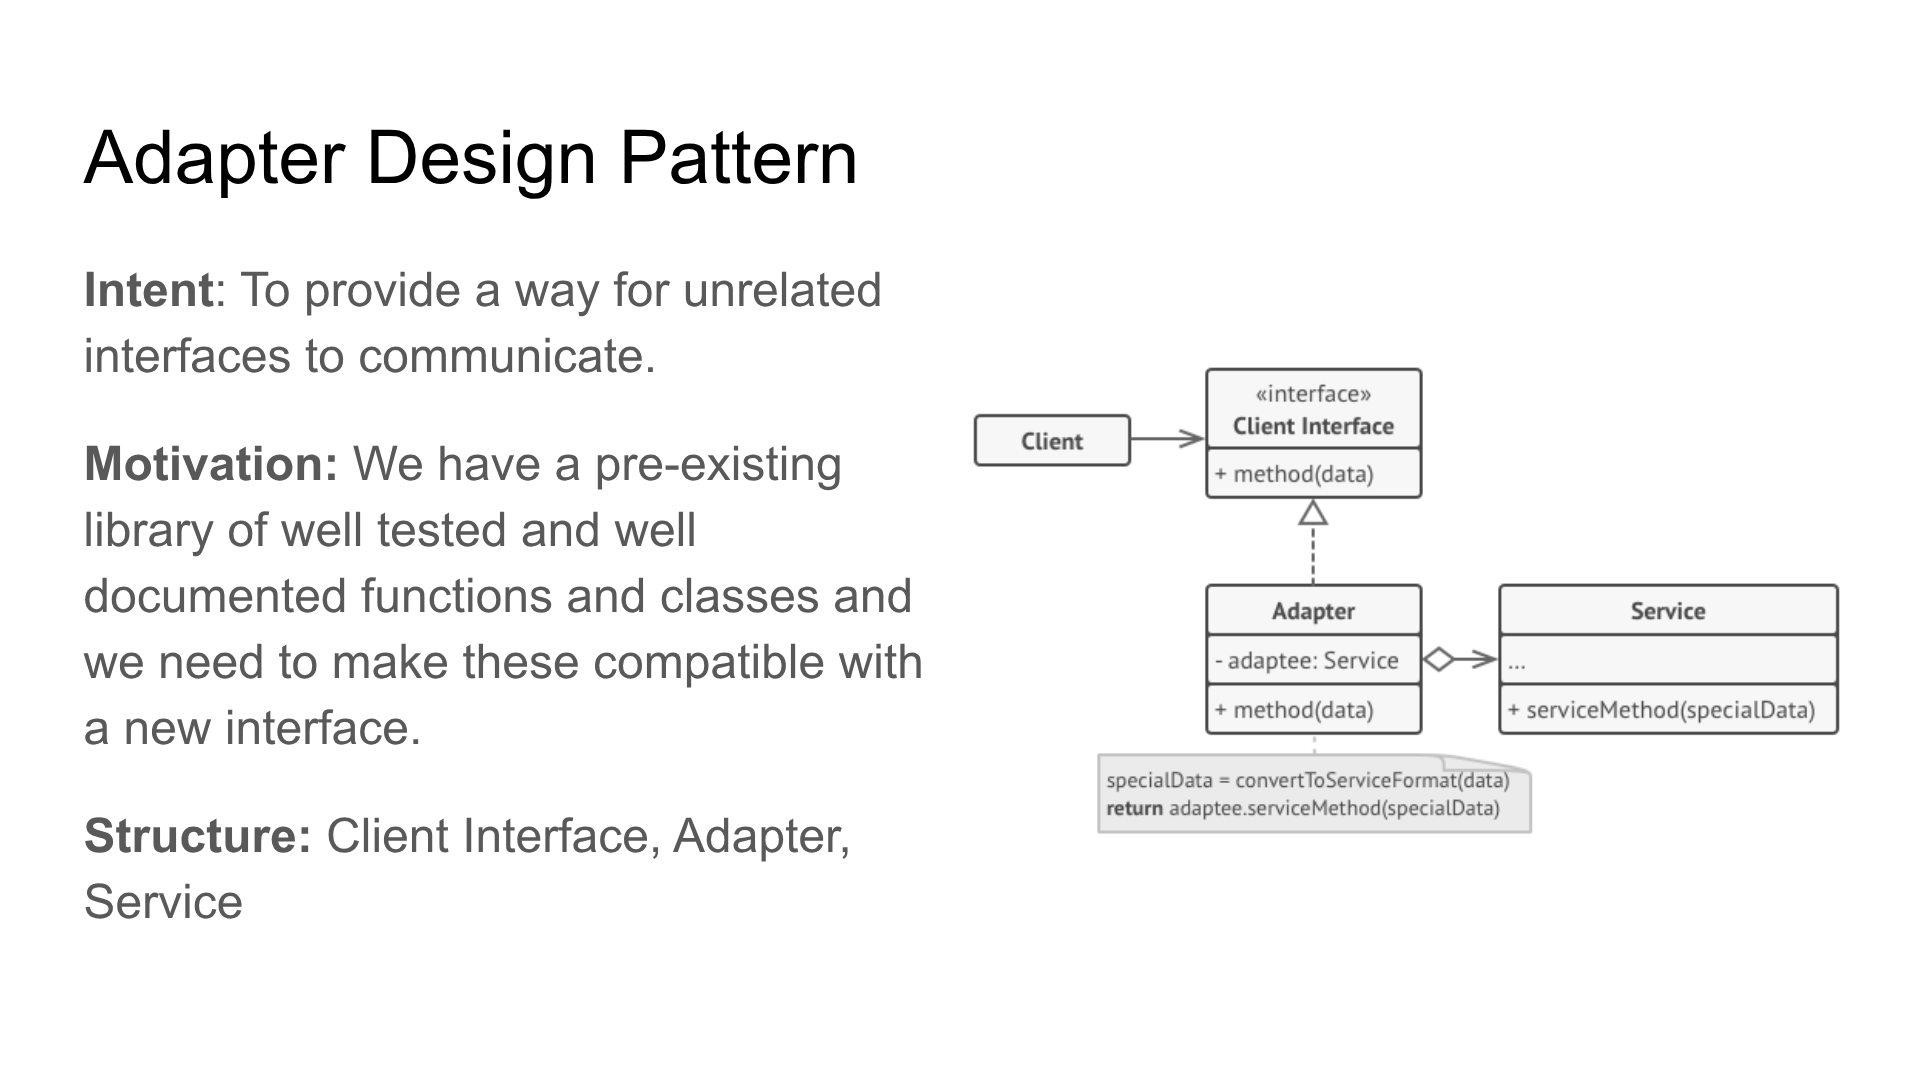 Adapter Design Pattern
Intent: To provide a way for unrelated
interfaces to communicate.
Motivation: We have a pre-existing
library of well tested and well
documented functions and classes and
we need to make these compatible with
a new interface.
Structure: Client Interface, Adapter,
Service
Client
«interface»
Client Interface
+ method(data)
Adapter
- adaptee: Service
+ method(data)
Service
...
+ serviceMethod(specialData)
specialData = convertToServiceFormat(data)
return adaptee.serviceMethod(specialData)